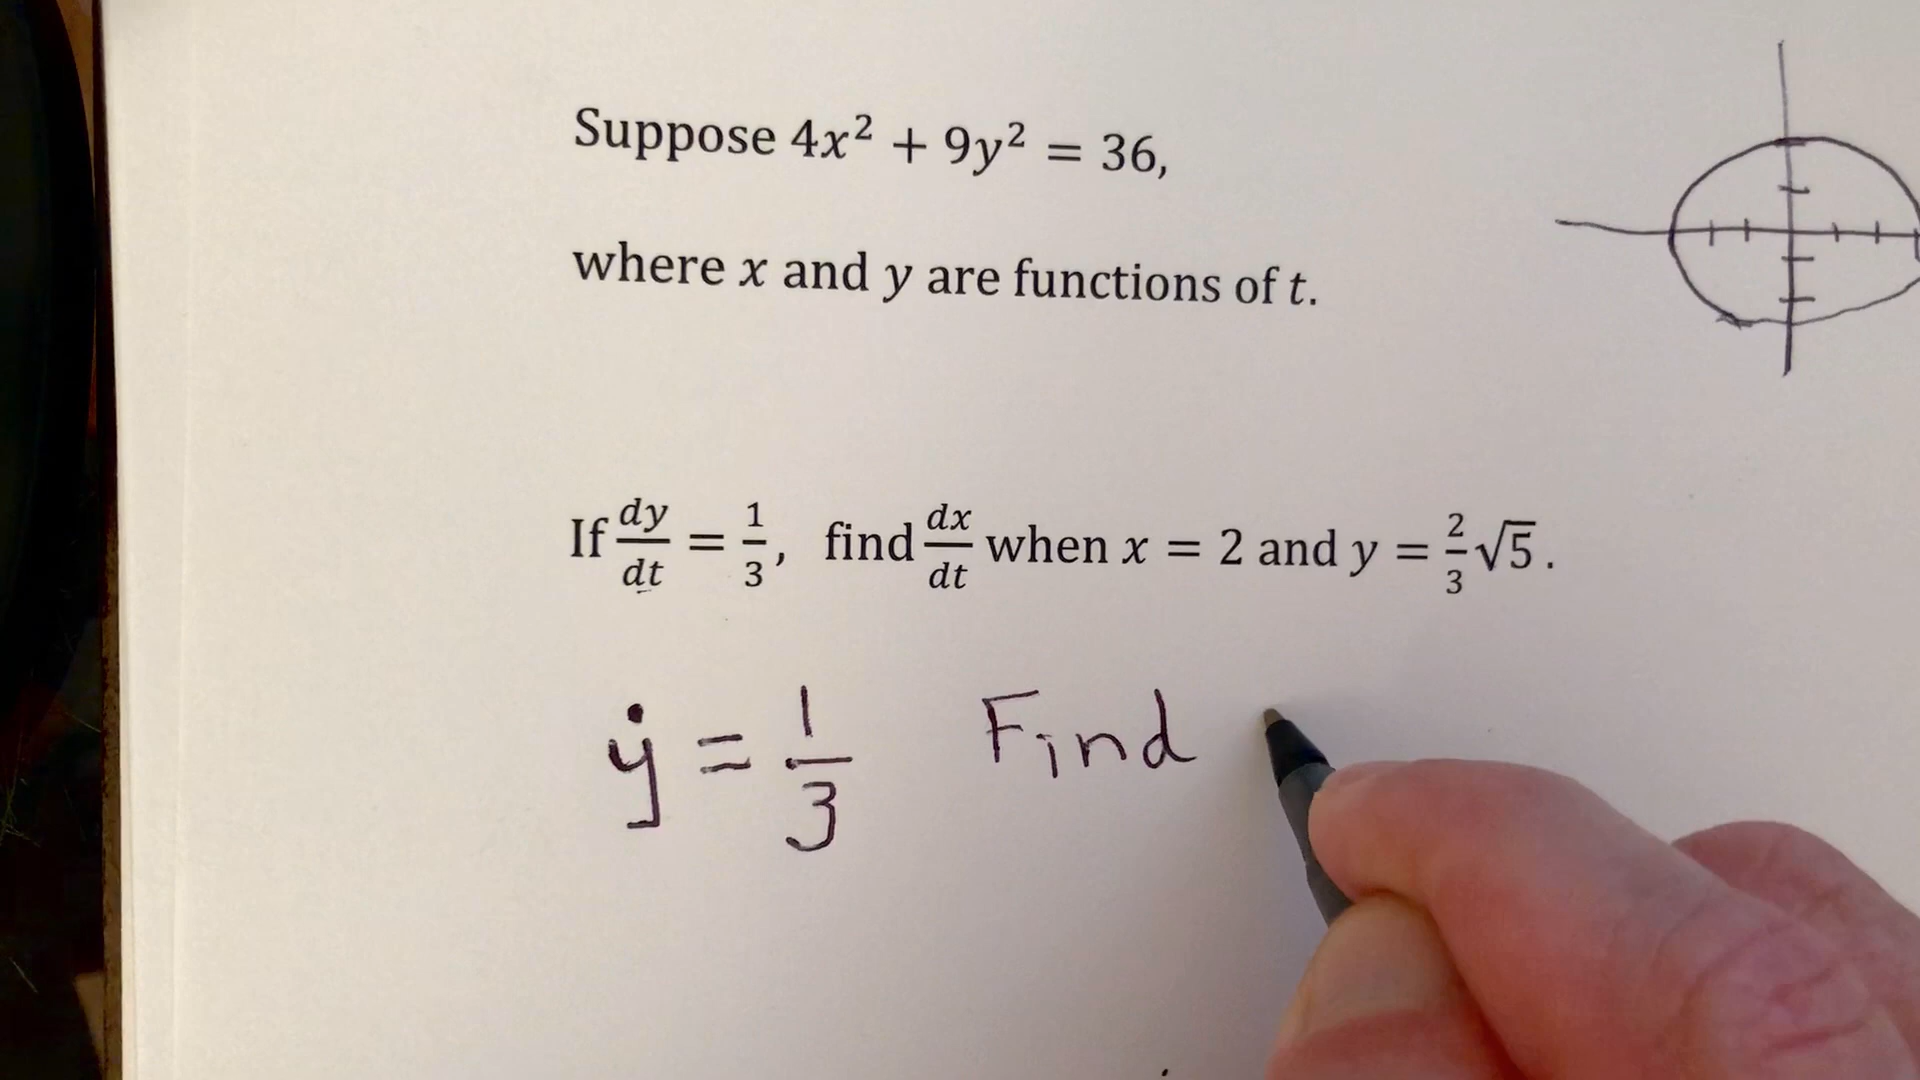 Suppose 4x² + 9y² = 36,
where x and y are functions of t.
If dy/dt = 1/3, find dx/dt when x = 2 and y = 2/3 √5 .
ẏ = 1/3 Find